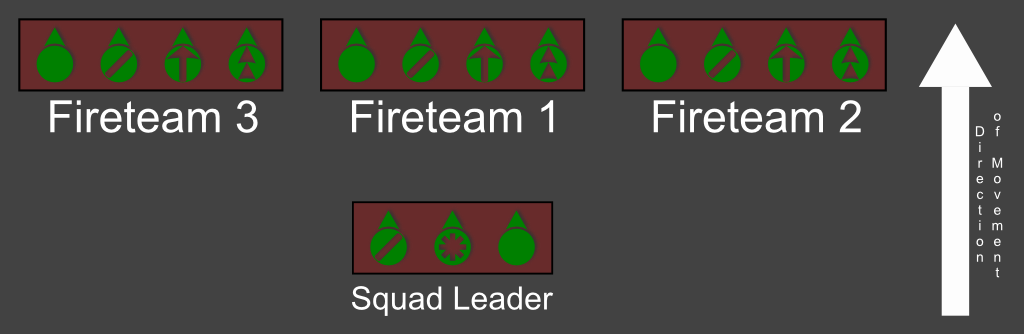 Fireteam 3
Fireteam 1
Fireteam 2
Squad Leader
Direction
of Movement